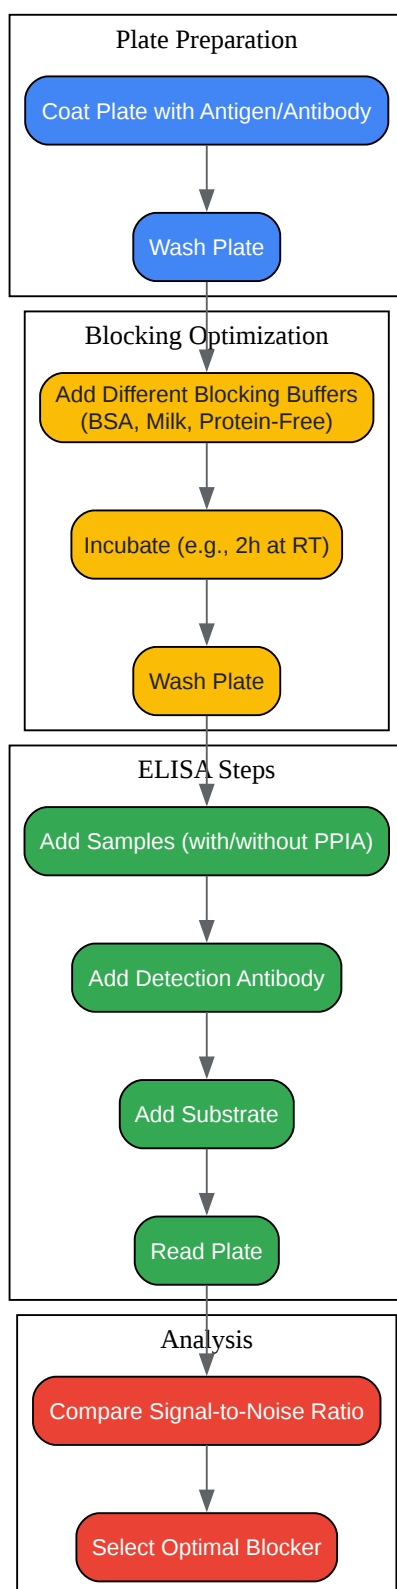 Plate Preparation
Coat Plate with Antigen/Antibody
Wash Plate
Blocking Optimization
Add Different Blocking Buffers
(BSA, Milk, Protein-Free)
Incubate (e.g., 2h at RT)
Wash Plate
ELISA Steps
Add Samples (with/without PPIA)
Add Detection Antibody
Add Substrate
Read Plate
Analysis
Compare Signal-to-Noise Ratio
Select Optimal Blocker